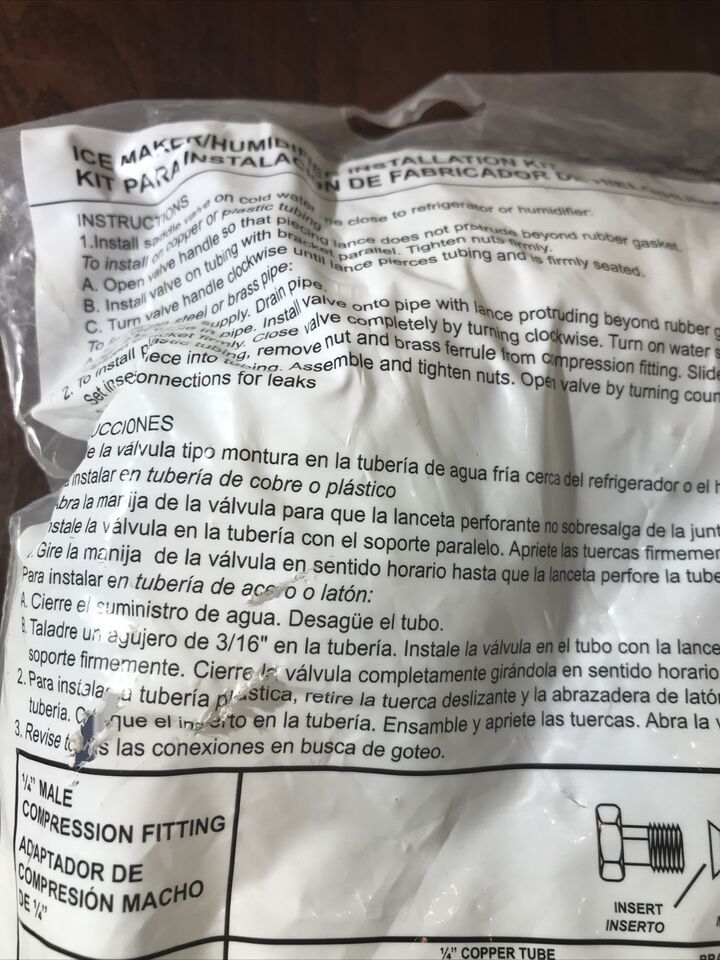 ICE MAKER/HUMIDIFIER INSTALLATION KIT
KIT PARA INSTALACIÓN DE FABRICADOR DE HIELO
INSTRUCTIONS
1.Install saddle valve on cold water line close to refrigerator or humidifier.
To install on copper or plastic tubing
A. Open valve handle so that piercing lance does not protrude beyond rubber gasket.
B. Install valve on tubing with bracket parallel. Tighten nuts firmly.
C. Turn valve handle clockwise until lance pierces tubing and is firmly seated.
steel or brass pipe:
supply. Drain pipe.
pipe. Install valve onto pipe with lance protruding beyond rubber
firmly. Close valve completely by turning clockwise. Turn on water
2. To install plastic tubing, remove nut and brass ferrule from compression fitting. Slide
Set insert piece into tubing. Assemble and tighten nuts. Open valve by turning
connections for leaks
UCCIONES
e la válvula tipo montura en la tubería de agua fría cerca del refrigerador o el h
instalar en tubería de cobre o plástico
Abra la manija de la válvula para que la lanceta perforante no sobresalga de la junt
nstale la válvula en la tubería con el soporte paralelo. Apriete las tuercas firmemen
. Gire la manija de la válvula en sentido horario hasta que la lanceta perfore la tube
Para instalar en tubería de acero o latón:
A. Cierre el suministro de agua. Desagüe el tubo.
B. Taladre un agujero de 3/16" en la tubería. Instale la válvula en el tubo con la lance
soporte firmemente. Cierre la válvula completamente girándola en sentido horario
2. Para instalar la tubería plástica, retire la tuerca deslizante y la abrazadera de lató
tubería. que el inserto en la tubería. Ensamble y apriete las tuercas. Abra la v
3. Revise todas las conexiones en busca de goteo.
¼" MALE
COMPRESSION FITTING
ADAPTADOR DE
COMPRESIÓN MACHO
DE ¼"
INSERT
INSERTO
¼" COPPER TUBE